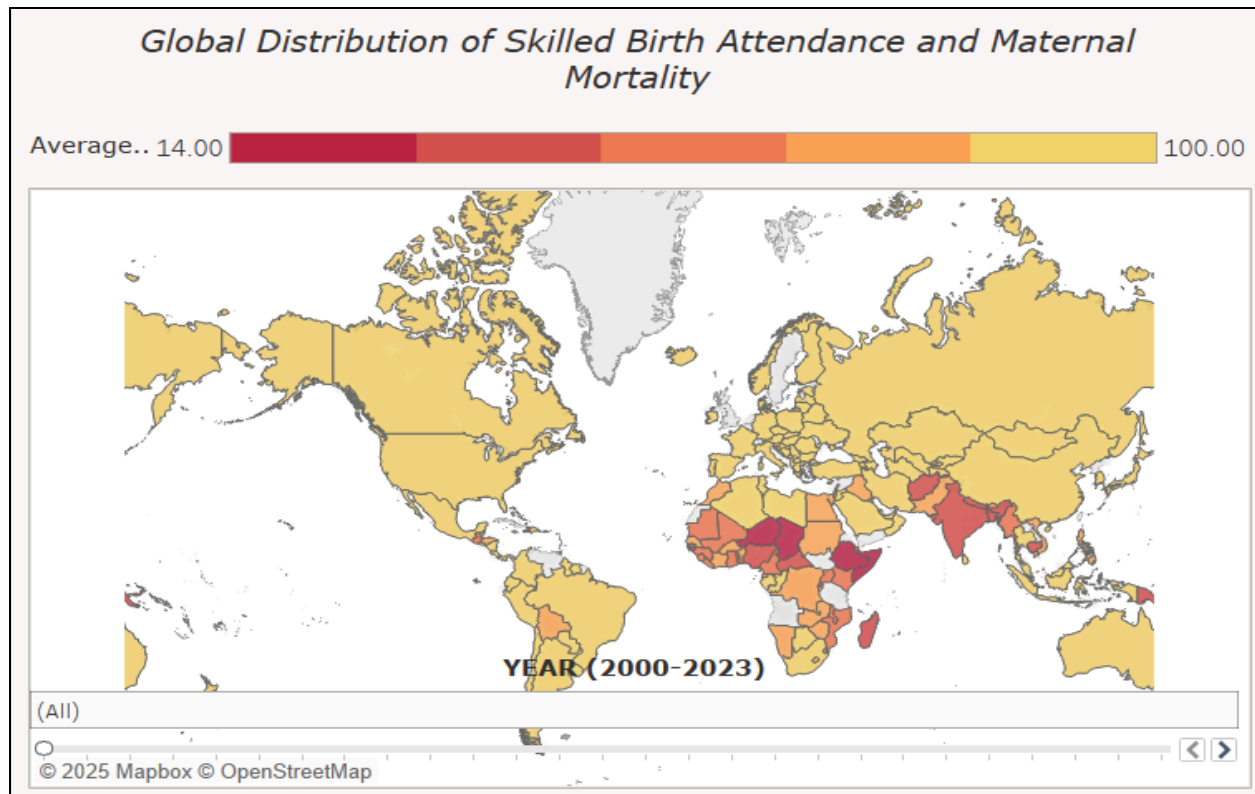 Global Distribution of Skilled Birth Attendance and Maternal
Mortality
Average.. 14.00 100.00
YEAR (2000-2023)
(All)
© 2025 Mapbox © OpenStreetMap